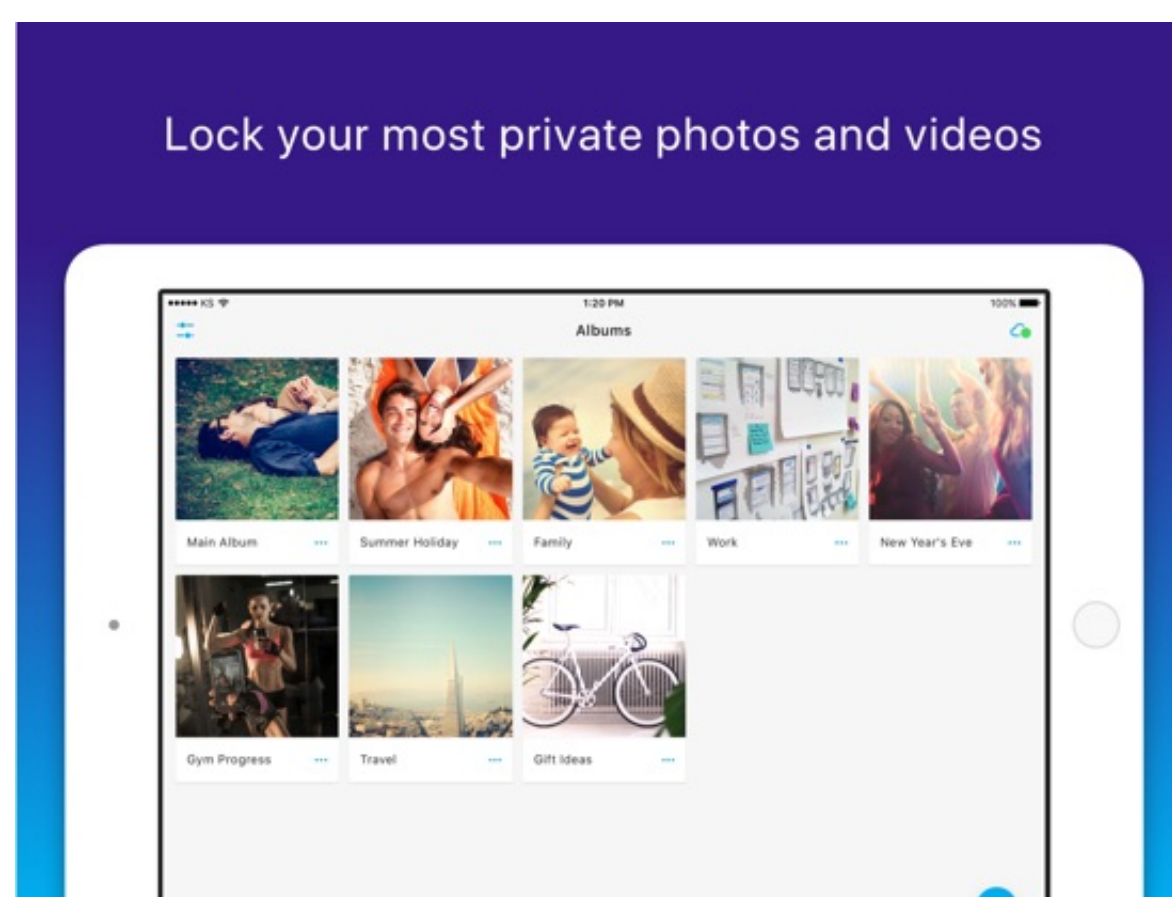 Lock your most private photos and videos
KS
1:20 PM
100%
Albums
Main Album
Summer Holiday
Family
Work
New Year's Eve
Gym Progress
Travel
Gift Ideas